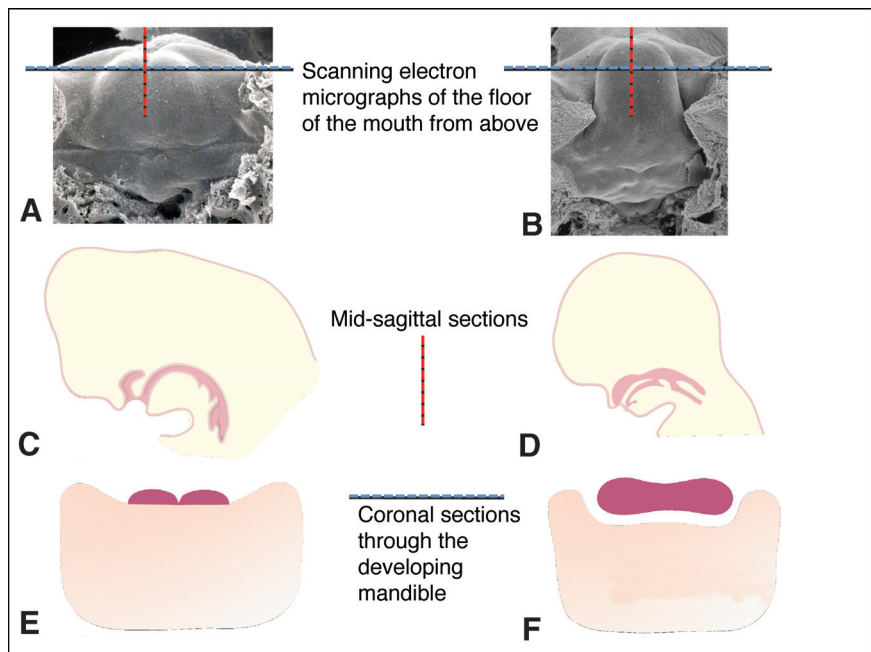 Scanning electron
micrographs of the floor
of the mouth from above
A
B
Mid-sagittal sections
C
D
Coronal sections
through the
developing
mandible
E
F